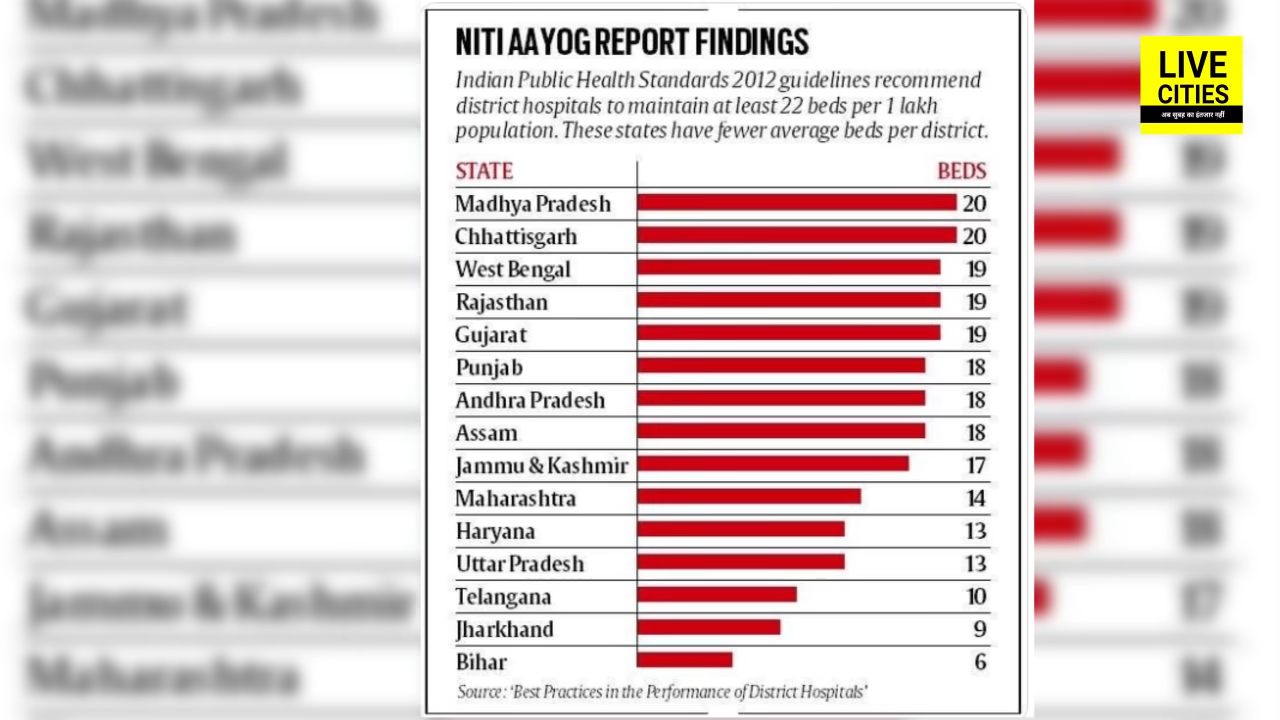 NITI AAYOG REPORT FINDINGS
Indian Public Health Standards 2012 guidelines recommend
district hospitals to maintain at least 22 beds per 1 lakh
population. These states have fewer average beds per district.
STATE BEDS
Madhya Pradesh 20
Chhattisgarh 20
West Bengal 19
Rajasthan 19
Gujarat 19
Punjab 18
Andhra Pradesh 18
Assam 18
Jammu & Kashmir 17
Maharashtra 14
Haryana 13
Uttar Pradesh 13
Telangana 10
Jharkhand 9
Bihar 6
Source: ‘Best Practices in the Performance of District Hospitals’
LIVE
CITIES
अब सुबह का इंतजार नहीं